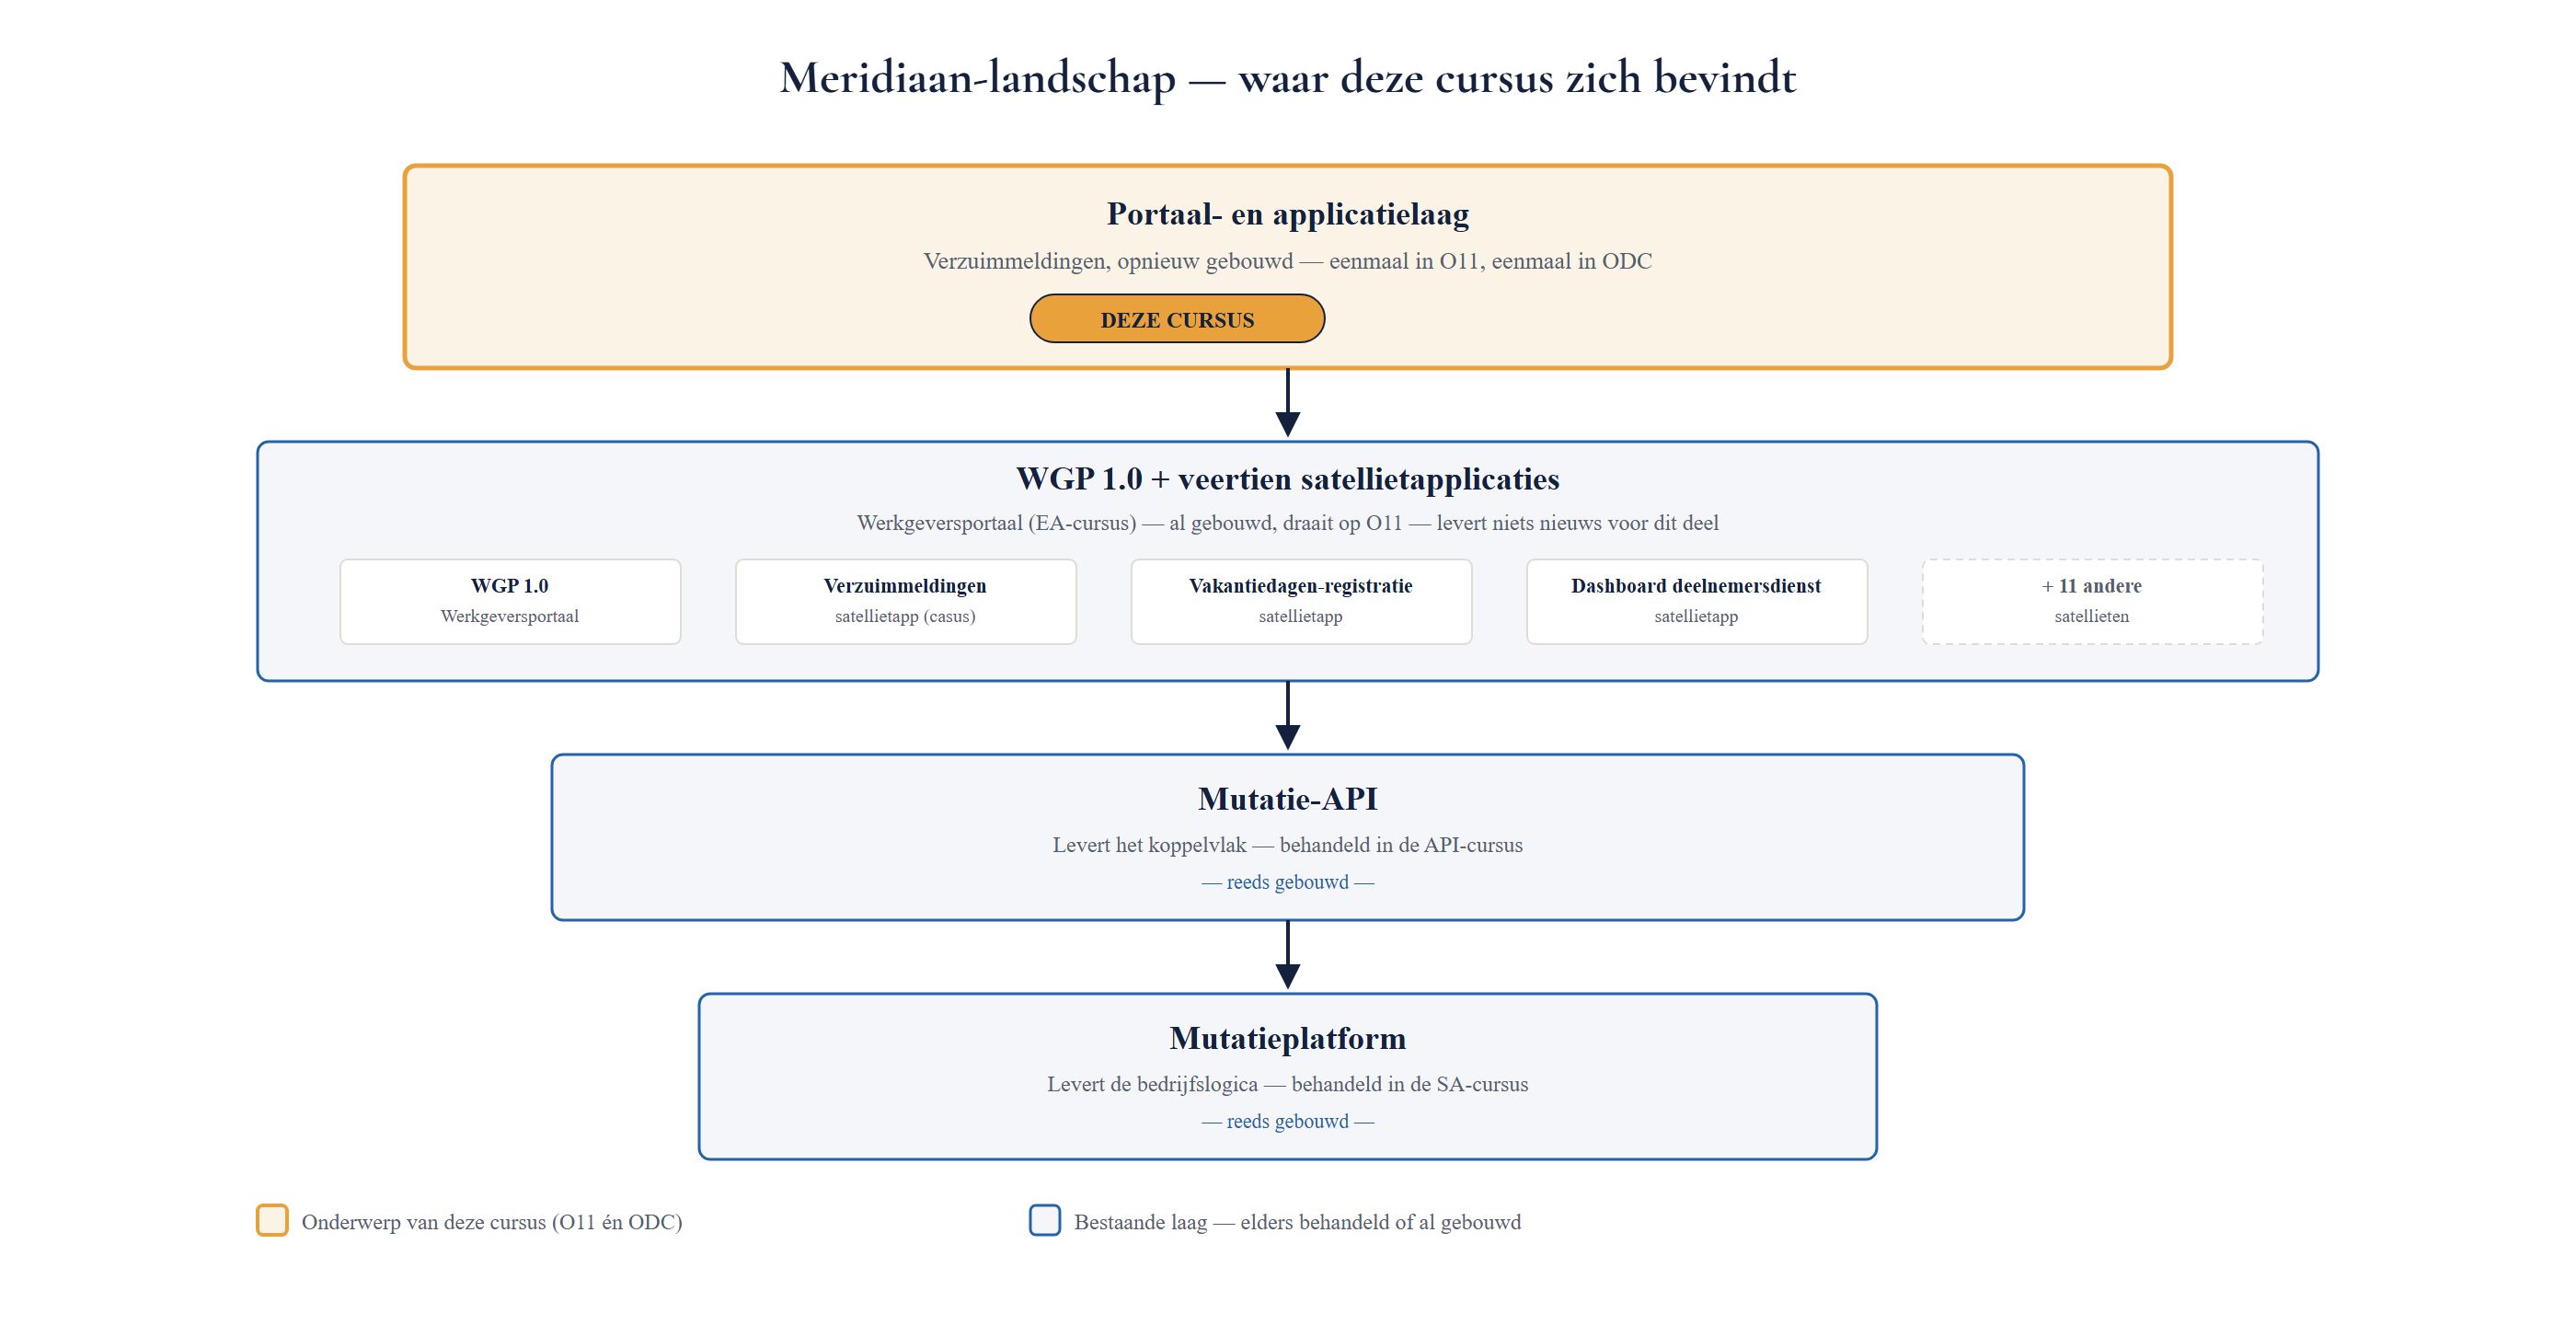 Meridiaan-landschap — waar deze cursus zich bevindt
Portaal- en applicatielaag
Verzuimmeldingen, opnieuw gebouwd — eenmaal in O11, eenmaal in ODC
DEZE CURSUS
WGP 1.0 + veertien satellietapplicaties
Werkgeversportaal (EA-cursus) — al gebouwd, draait op O11 — levert niets nieuws voor dit deel
WGP 1.0
Werkgeversportaal
Verzuimmeldingen
satellietapp (casus)
Vakantiedagen-registratie
satellietapp
Dashboard deelnemersdienst
satellietapp
+ 11 andere
satellieten
Mutatie-API
Levert het koppelvlak — behandeld in de API-cursus
— reeds gebouwd —
Mutatieplatform
Levert de bedrijfslogica — behandeld in de SA-cursus
— reeds gebouwd —
Onderwerp van deze cursus (O11 én ODC)
Bestaande laag — elders behandeld of al gebouwd